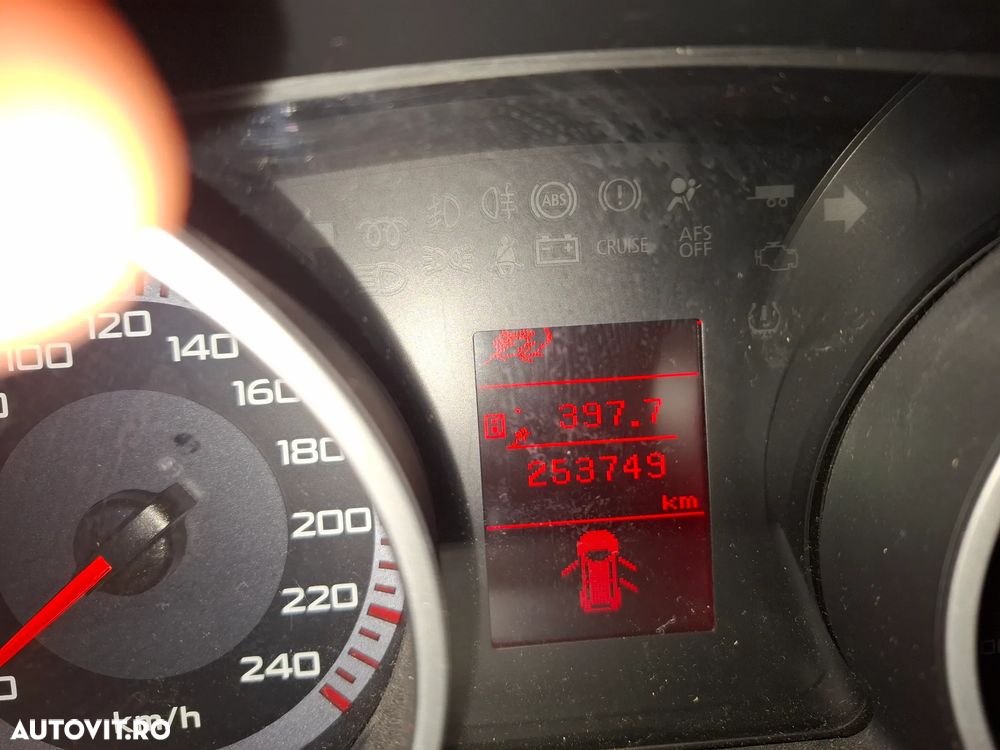 ABS
CRUISE
AFS
OFF
100
120
140
160
180
200
220
240
km/h
397.7
253749
km
AUTOVIT.RO